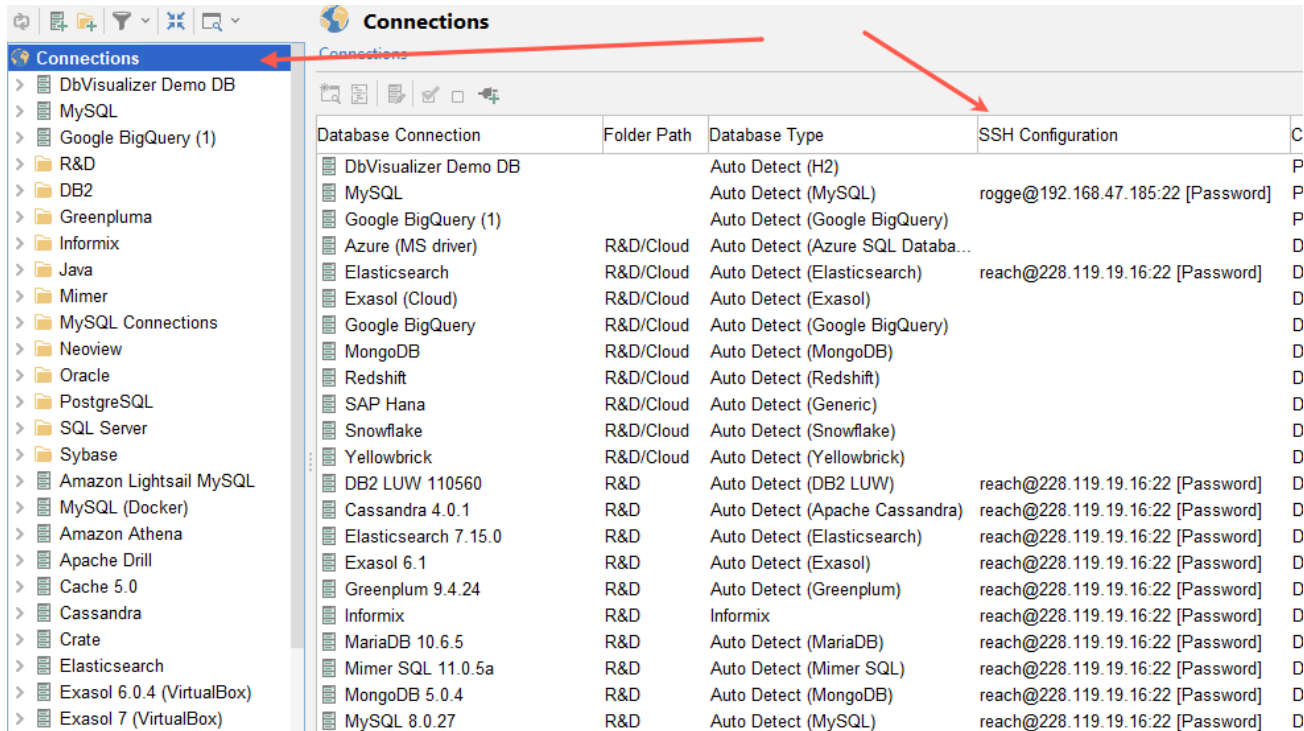 Connections
Connections
Connections
DbVisualizer Demo DB
MySQL
Google BigQuery (1)
R&D
DB2
Greenpluma
Informix
Java
Mimer
MySQL Connections
Neoview
Oracle
PostgreSQL
SQL Server
Sybase
Amazon Lightsail MySQL
MySQL (Docker)
Amazon Athena
Apache Drill
Cache 5.0
Cassandra
Crate
Elasticsearch
Exasol 6.0.4 (VirtualBox)
Exasol 7 (VirtualBox)
Database Connection Folder Path Database Type SSH Configuration C
DbVisualizer Demo DB Auto Detect (H2) P
MySQL Auto Detect (MySQL) rogge@192.168.47.185:22 [Password] P
Google BigQuery (1) Auto Detect (Google BigQuery) P
Azure (MS driver) R&D/Cloud Auto Detect (Azure SQL Databa... D
Elasticsearch R&D/Cloud Auto Detect (Elasticsearch) reach@228.119.19.16:22 [Password] D
Exasol (Cloud) R&D/Cloud Auto Detect (Exasol) D
Google BigQuery R&D/Cloud Auto Detect (Google BigQuery) D
MongoDB R&D/Cloud Auto Detect (MongoDB) D
Redshift R&D/Cloud Auto Detect (Redshift) D
SAP Hana R&D/Cloud Auto Detect (Generic) D
Snowflake R&D/Cloud Auto Detect (Snowflake) D
Yellowbrick R&D/Cloud Auto Detect (Yellowbrick) D
DB2 LUW 110560 R&D Auto Detect (DB2 LUW) reach@228.119.19.16:22 [Password] D
Cassandra 4.0.1 R&D Auto Detect (Apache Cassandra) reach@228.119.19.16:22 [Password] D
Elasticsearch 7.15.0 R&D Auto Detect (Elasticsearch) reach@228.119.19.16:22 [Password] D
Exasol 6.1 R&D Auto Detect (Exasol) reach@228.119.19.16:22 [Password] D
Greenplum 9.4.24 R&D Auto Detect (Greenplum) reach@228.119.19.16:22 [Password] D
Informix R&D Informix reach@228.119.19.16:22 [Password] D
MariaDB 10.6.5 R&D Auto Detect (MariaDB) reach@228.119.19.16:22 [Password] D
Mimer SQL 11.0.5a R&D Auto Detect (Mimer SQL) reach@228.119.19.16:22 [Password] D
MongoDB 5.0.4 R&D Auto Detect (MongoDB) reach@228.119.19.16:22 [Password] D
MySQL 8.0.27 R&D Auto Detect (MySQL) reach@228.119.19.16:22 [Password] D